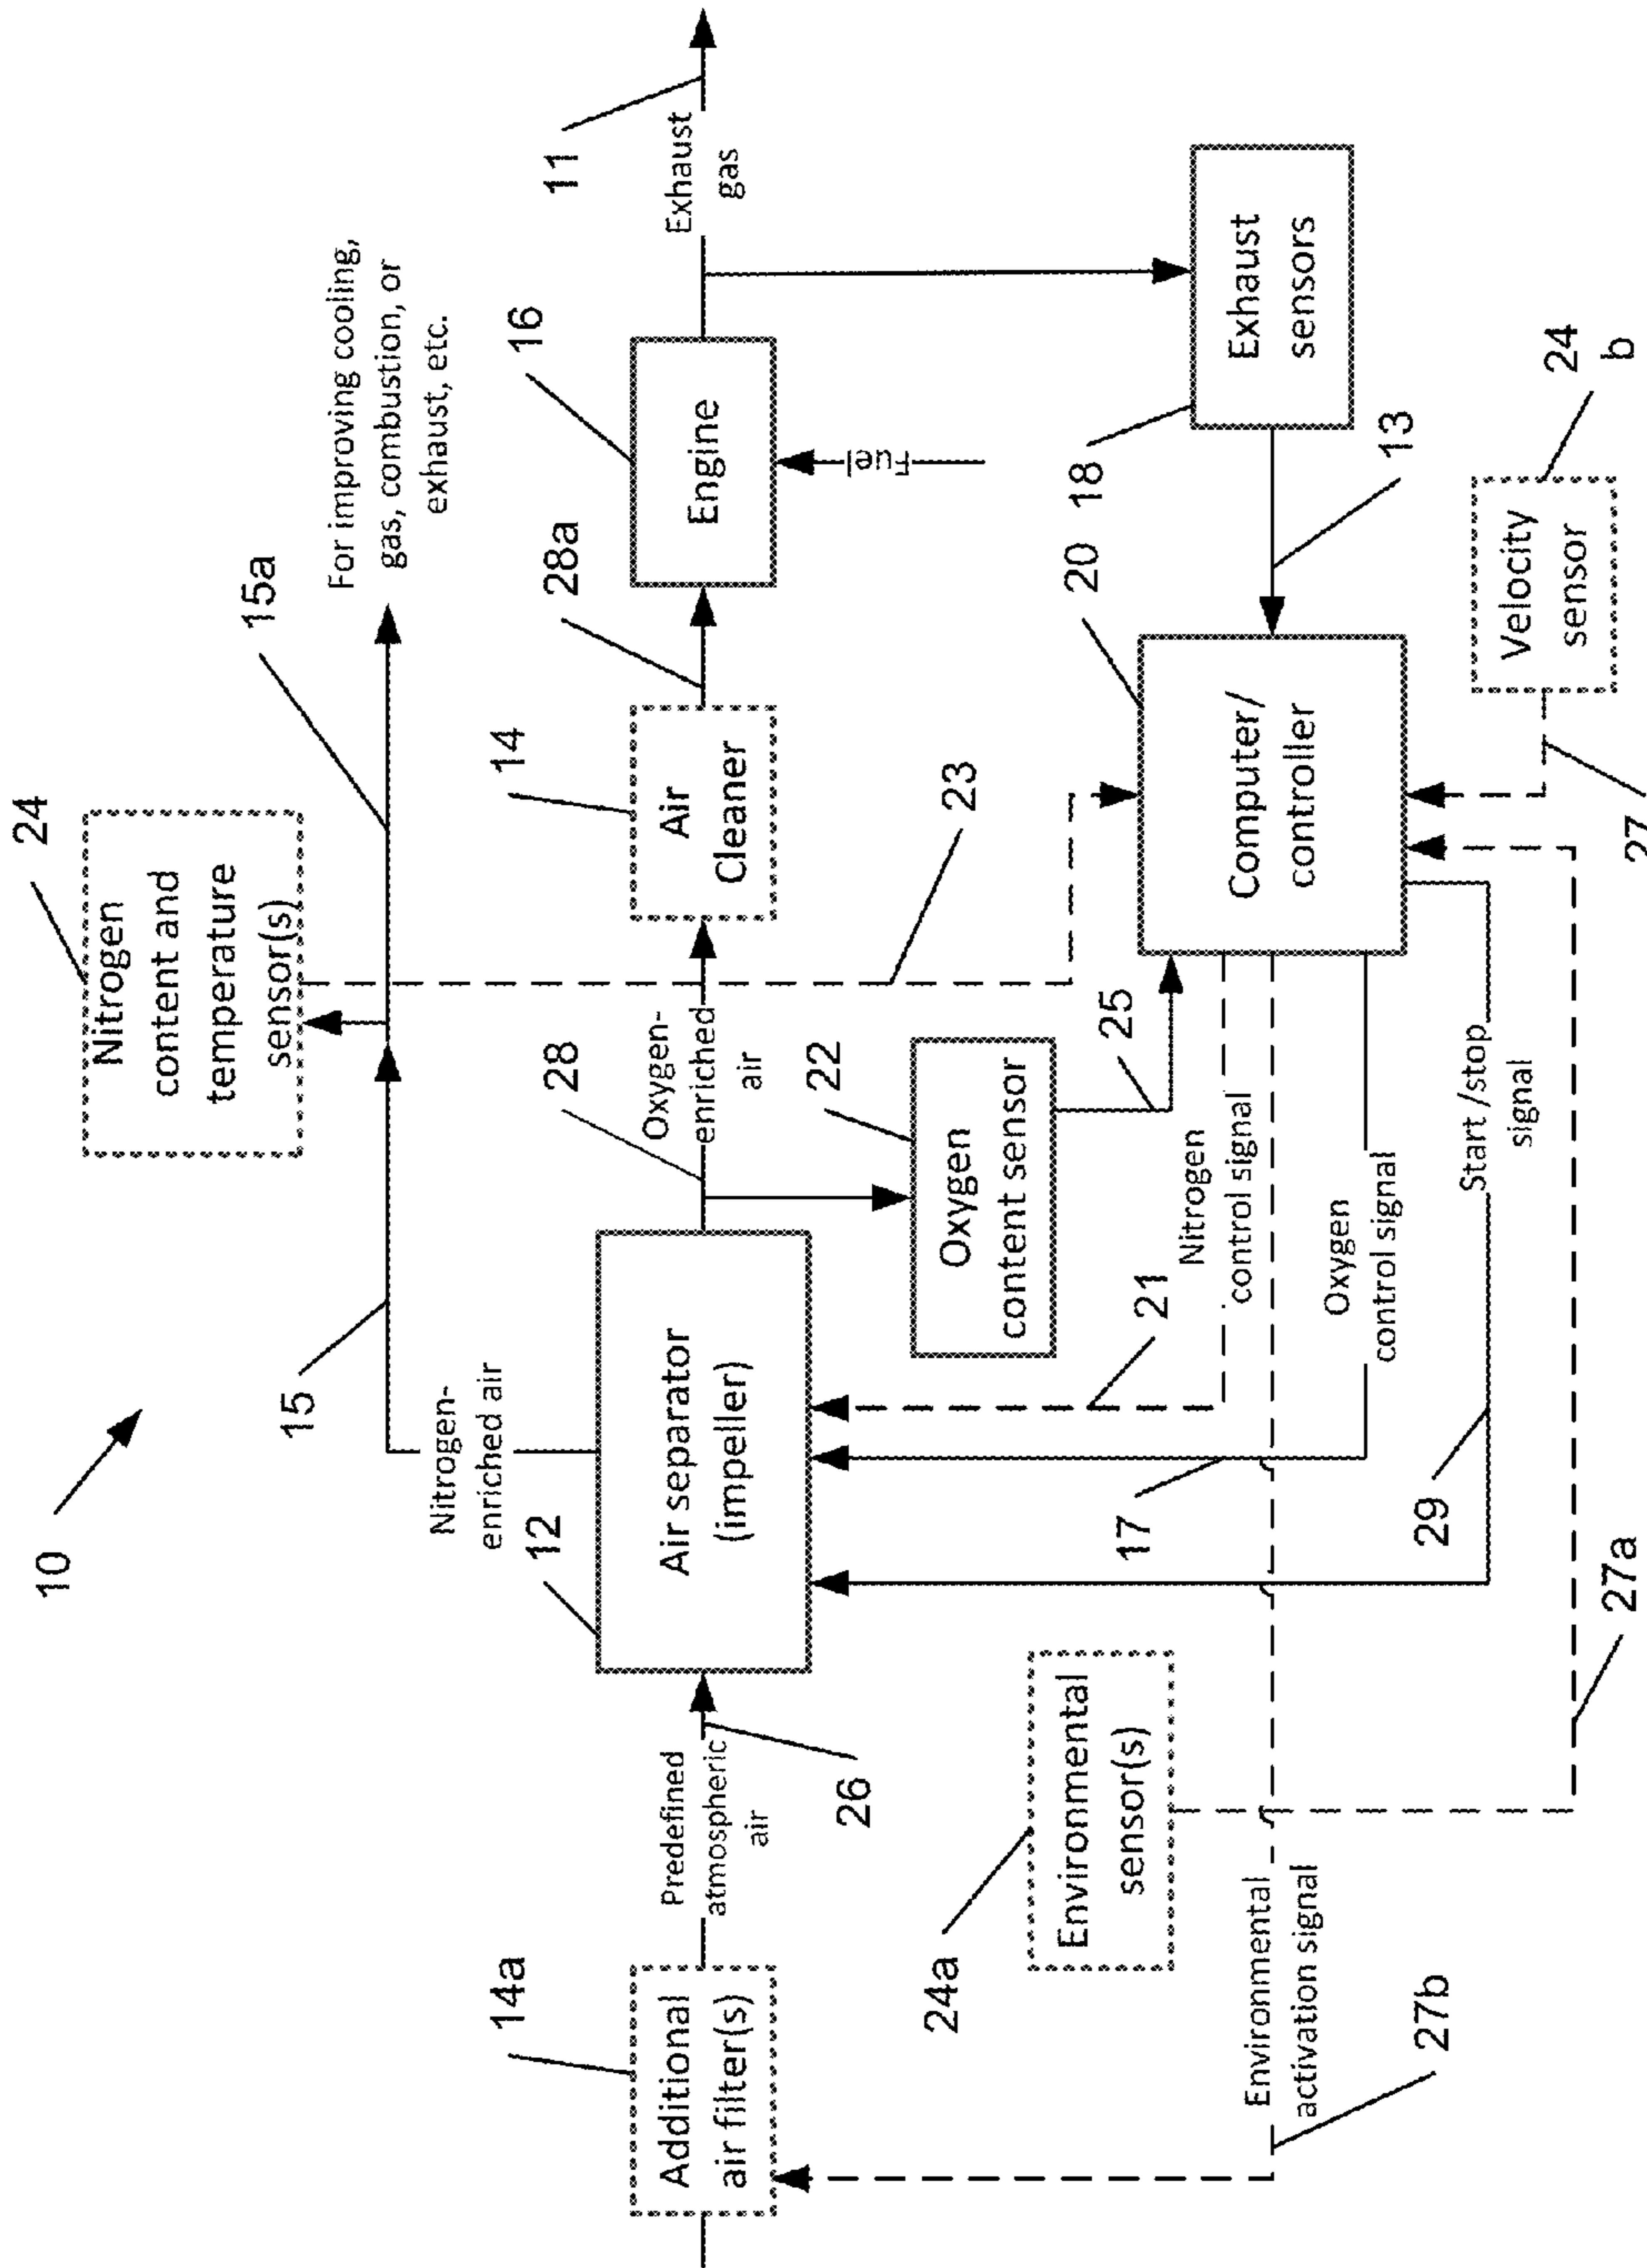 10
24
Nitrogen
content and
temperature
sensor(s)
15
15a
For improving cooling,
gas, combustion, or
exhaust, etc.
Nitrogen-
enriched air
14a
Additional
air filter(s)
Predefined
atmospheric
air
26
12
Air separator
(impeller)
28
Oxygen-
enriched
air
14
Air
Cleaner
28a
16
Engine
Fuel
11
Exhaust
gas
22
Oxygen
content sensor
25
23
24a
Environmental
sensor(s)
21
Nitrogen
control signal
17
Oxygen
control signal
20
Computer/
controller
18
Exhaust
sensors
13
Environmental
activation signal
27b
29
Start /stop
signal
27a
Velocity
sensor
24
b
27